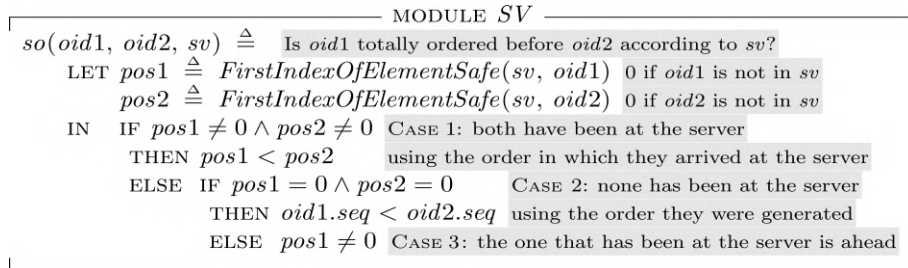 MODULE SV
so(oid1, oid2, sv) ≜ Is oid1 totally ordered before oid2 according to sv?
LET pos1 ≜ FirstIndexOfElementSafe(sv, oid1) 0 if oid1 is not in sv
pos2 ≜ FirstIndexOfElementSafe(sv, oid2) 0 if oid2 is not in sv
IN IF pos1 ≠ 0 ∧ pos2 ≠ 0 CASE 1: both have been at the server
THEN pos1 < pos2 using the order in which they arrived at the server
ELSE IF pos1 = 0 ∧ pos2 = 0 CASE 2: none has been at the server
THEN oid1.seq < oid2.seq using the order they were generated
ELSE pos1 ≠ 0 CASE 3: the one that has been at the server is ahead